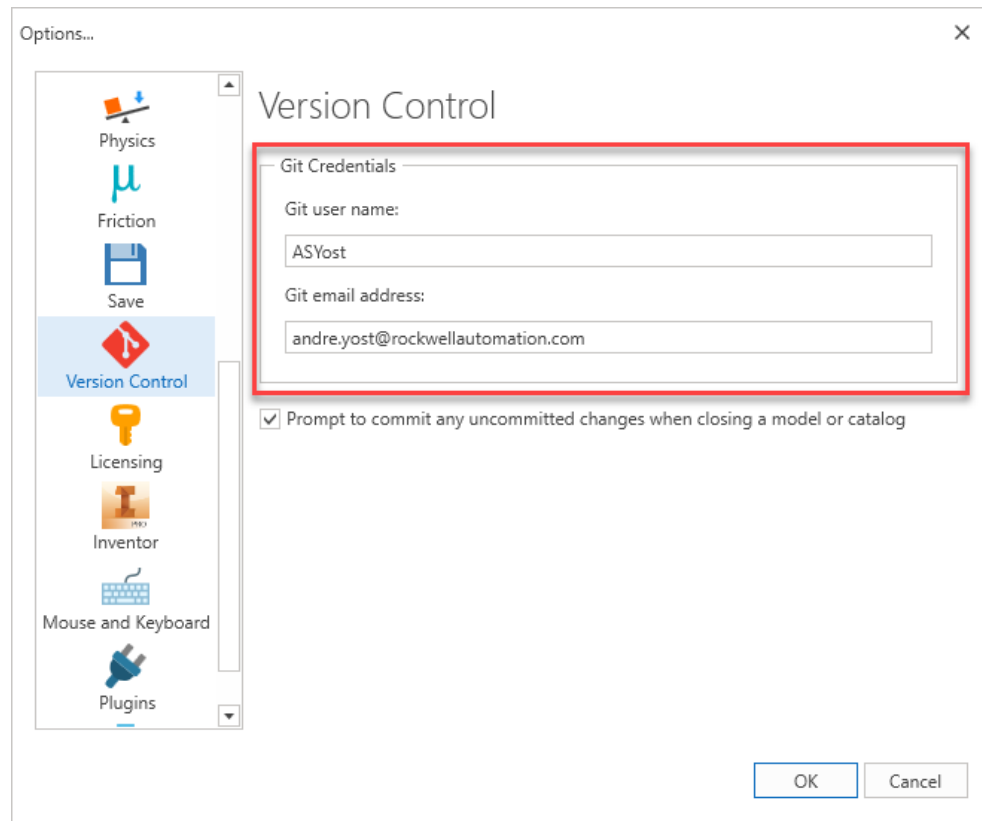 Options...
Physics
μ
Friction
Save
Version Control
Licensing
I
PRO
Inventor
Mouse and Keyboard
Plugins
Version Control
Git Credentials
Git user name:
ASYost
Git email address:
andre.yost@rockwellautomation.com
Prompt to commit any uncommitted changes when closing a model or catalog
OK
Cancel